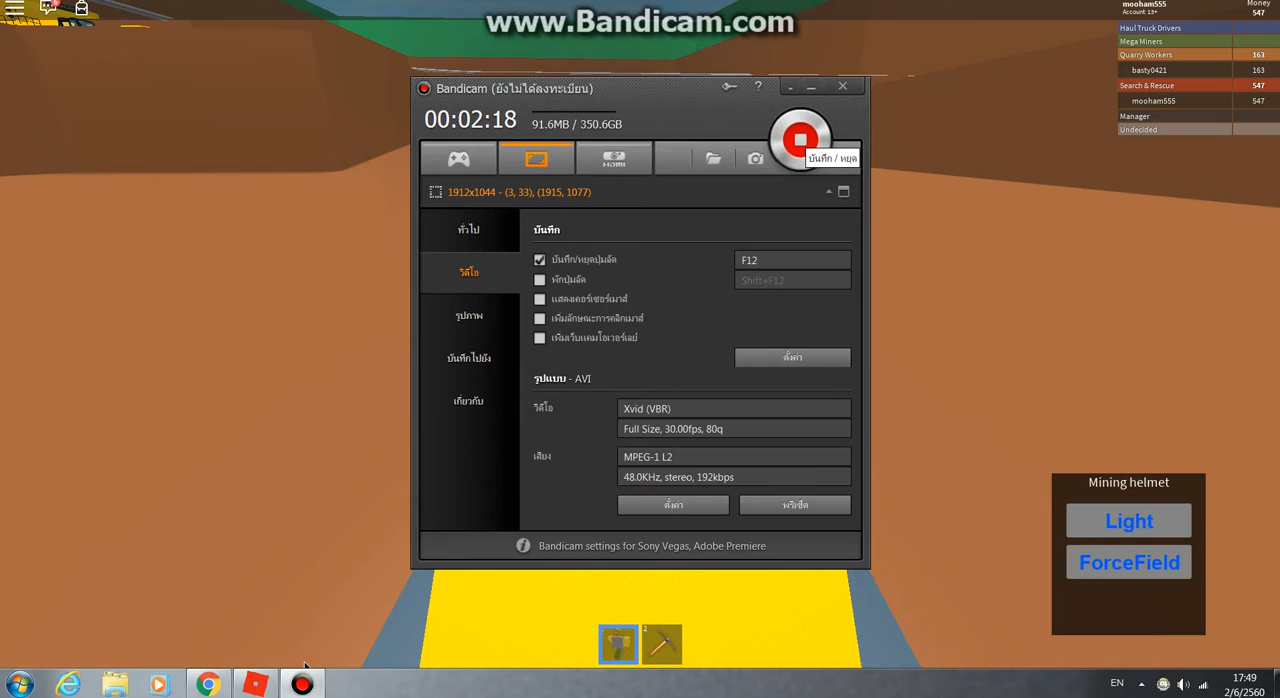 www.Bandicam.com
mooham555
Account: 13+
Money
547
Haul Truck Drivers
Mega Miners
Quarry Workers 163
basty0421 163
Search & Rescue 547
mooham555 547
Manager
Undecided
Bandicam (ยังไม่ได้ลงทะเบียน)
00:02:18
91.6MB / 350.6GB
HDMI
บันทึก / หยุด
1912x1044 - (3, 33), (1915, 1077)
ทั่วไป
วิดีโอ
รูปภาพ
บันทึกไปยัง
เกี่ยวกับ
บันทึก
บันทึก/หยุดปุ่มลัด F12
พักปุ่มลัด Shift+F12
แสดงเคอร์เซอร์เมาส์
เพิ่มลักษณะการคลิกเมาส์
เพิ่มเว็บแคมโอเวอร์เลย์
ตั้งค่า
รูปแบบ - AVI
วิดีโอ Xvid (VBR)
Full Size, 30.00fps, 80q
เสียง MPEG-1 L2
48.0KHz, stereo, 192kbps
ตั้งค่า พรีเซ็ต
Bandicam settings for Sony Vegas, Adobe Premiere
Mining helmet
Light
ForceField
2
EN
17:49
2/6/2560